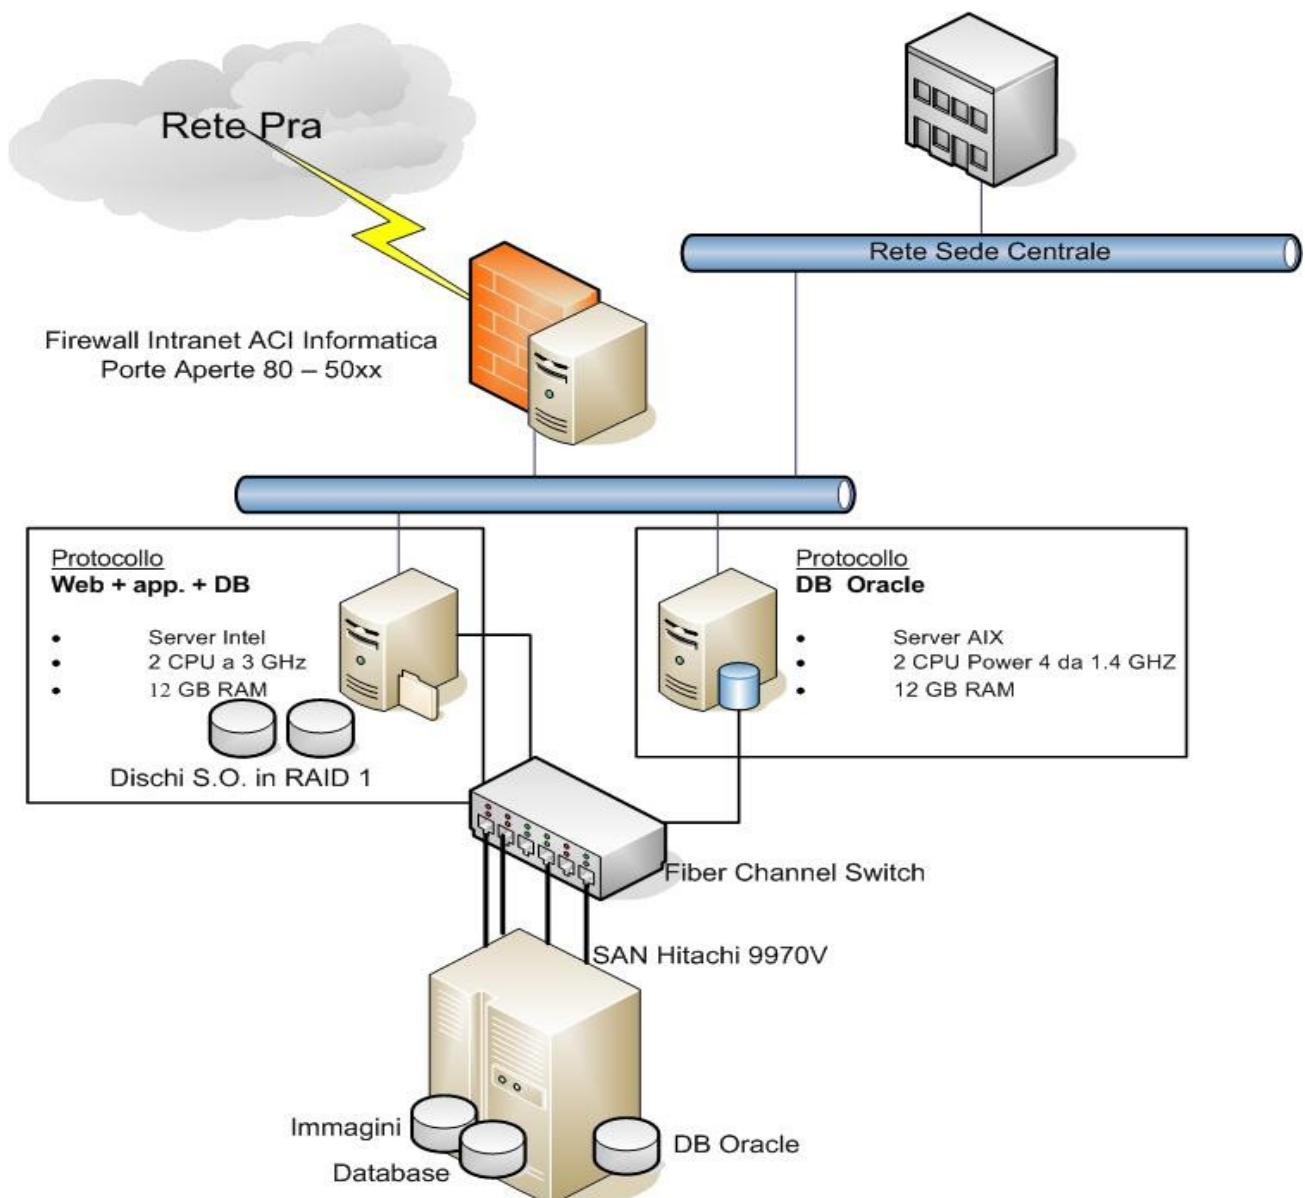 Rete Pra
Rete Sede Centrale
Firewall Intranet ACI Informatica
Porte Aperte 80 – 50xx
Protocollo
Web + app. + DB
• Server Intel
• 2 CPU a 3 GHz
• 12 GB RAM
Dischi S.O. in RAID 1
Protocollo
DB Oracle
• Server AIX
• 2 CPU Power 4 da 1.4 GHZ
• 12 GB RAM
Fiber Channel Switch
SAN Hitachi 9970V
Immagini
Database
DB Oracle